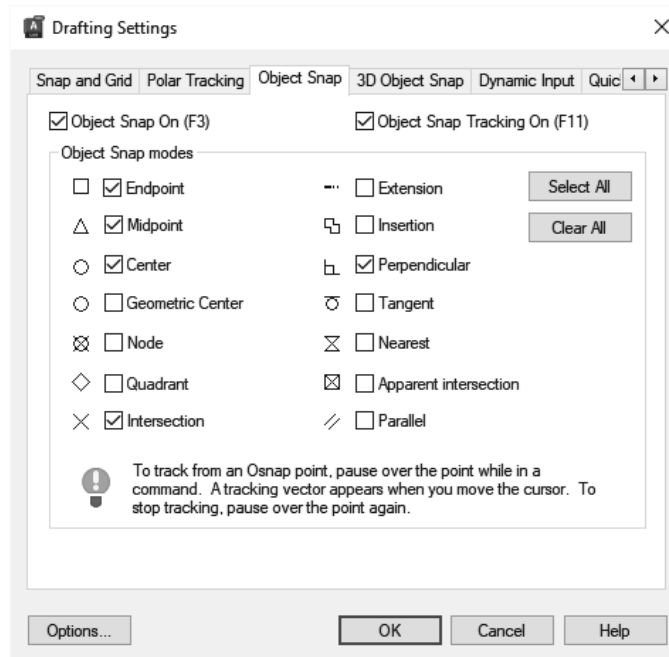 Drafting Settings
Snap and Grid Polar Tracking Object Snap 3D Object Snap Dynamic Input Quic
Object Snap On (F3) Object Snap Tracking On (F11)
Object Snap modes
Endpoint Extension Select All
Midpoint Insertion Clear All
Center Perpendicular
Geometric Center Tangent
Node Nearest
Quadrant Apparent intersection
Intersection Parallel
To track from an Osnap point, pause over the point while in a
command. A tracking vector appears when you move the cursor. To
stop tracking, pause over the point again.
Options... OK Cancel Help